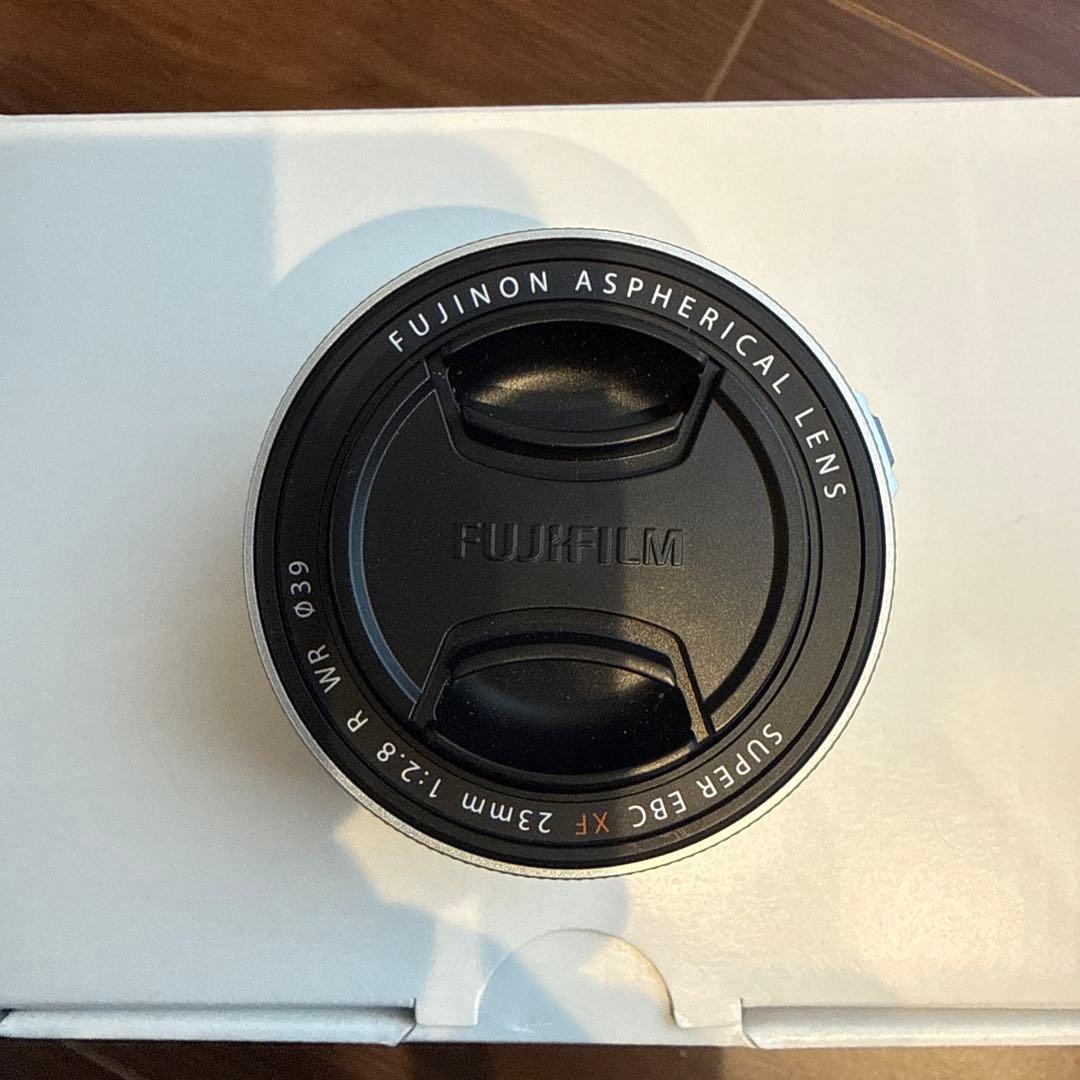 FUJINON ASPHERICAL LENS
FUJIFILM
SUPER EBC XF 23mm 1:2.8 R WR Ø39